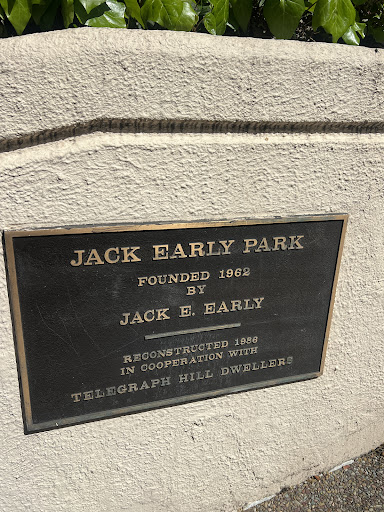 JACK EARLY PARK
FOUNDED 1962
BY
JACK E. EARLY
RECONSTRUCTED 1986
IN COOPERATION WITH
TELEGRAPH HILL DWELLERS